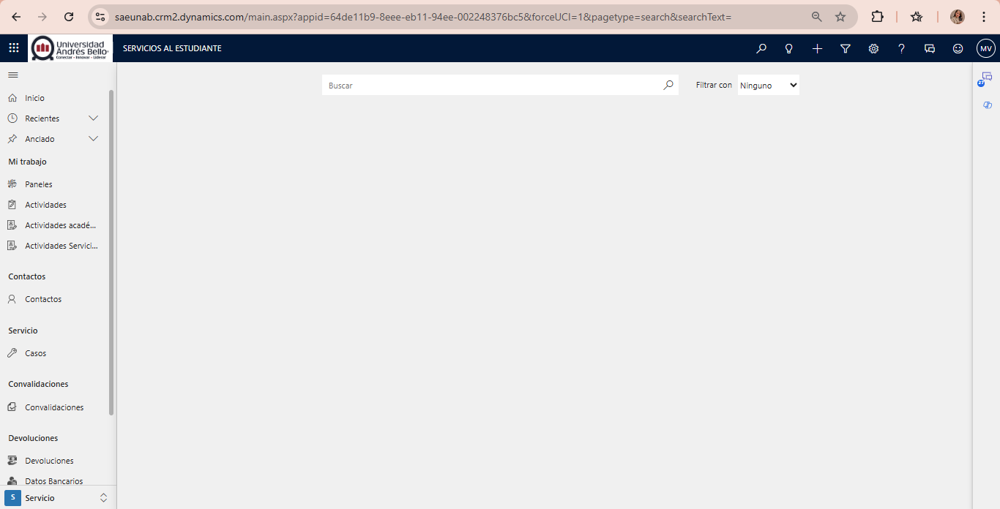 saeunab.crm2.dynamics.com/main.aspx?appid=64de11b9-8eee-eb11-94ee-002248376bc5&forceUCI=1&pagetype=search&searchText=
Universidad
Andrés Bello®
Conectar - Innovar - Liderar
SERVICIOS AL ESTUDIANTE
MV
Buscar
Filtrar con
Ninguno
27
Inicio
Recientes
Anclado
Mi trabajo
Paneles
Actividades
Actividades acadé...
Actividades Servici...
Contactos
Contactos
Servicio
Casos
Convalidaciones
Convalidaciones
Devoluciones
Devoluciones
Datos Bancarios
S
Servicio